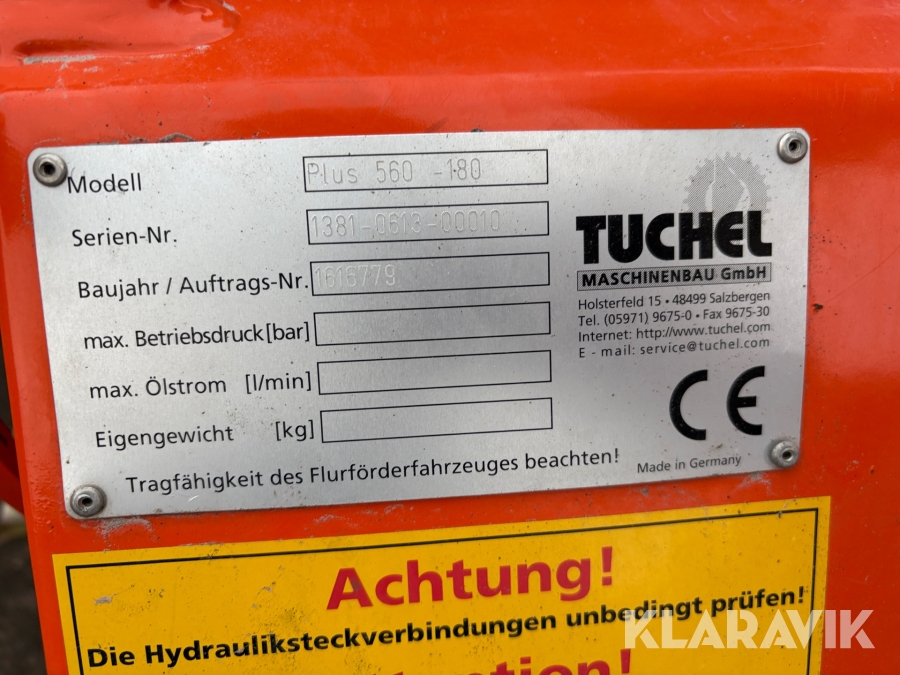 Modell Plus 560 -180
Serien-Nr. 1381-0613-00010
Baujahr / Auftrags-Nr. 1616779
max. Betriebsdruck [bar]
max. Ölstrom [l/min]
Eigengewicht [kg]
Tragfähigkeit des Flurförderfahrzeuges beachten!
TUCHEL
MASCHINENBAU GmbH
Holsterfeld 15 • 48499 Salzbergen
Tel. (05971) 9675-0 • Fax 9675-30
Internet: http://www.tuchel.com
E - mail: service@tuchel.com
CE
Made in Germany
Achtung!
Die Hydrauliksteckverbindungen unbedingt prüfen!
KLARAVIK